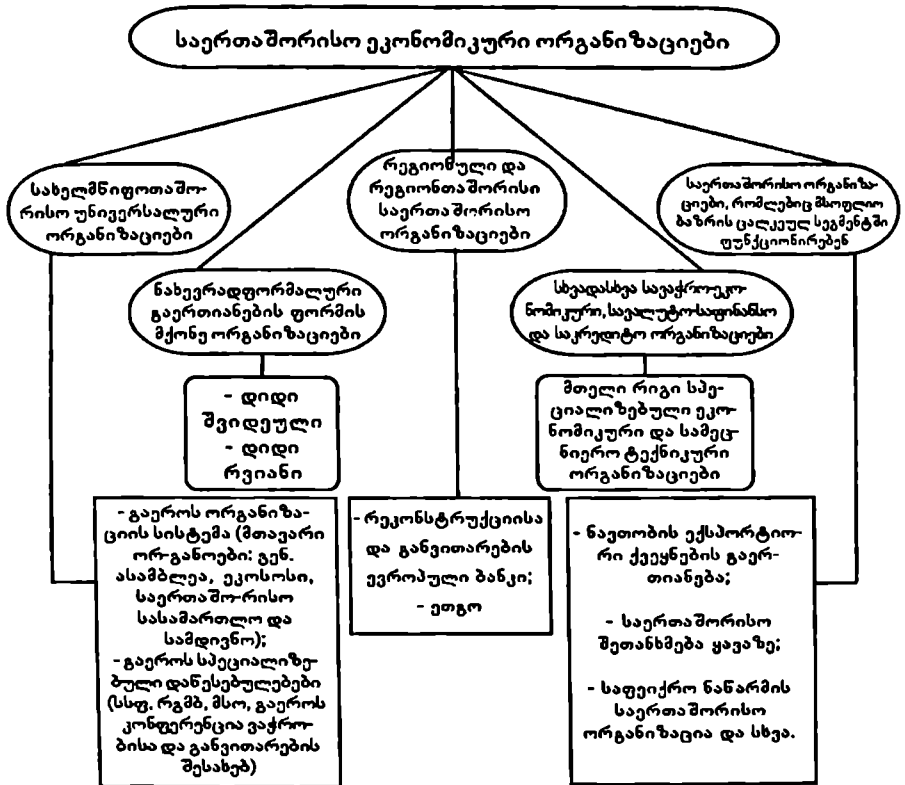 საერთაშორისო ეკონომიკური ორგანიზაციები
სახელმწიფოთაშო-
რისო უნივერსალური
ორგანიზაციები
რეგიონული და
რეგიონთაშორისი
საერთაშორისო
ორგანიზაციები
საერთაშორისო ორგანიზა-
ციები, რომლებიც მსოფლიო
ბაზრის ცალკეულ სეგმენტში
ფუნქციონირებენ
ნახევრადფორმალური
გაერთიანების ფორმის
მქონე ორგანიზაციები
სხვადასხვა სავაჭრო-ეკო-
ნომიკური, სავალუტო-საფინანსო
და საკრედიტო ორგანიზაციები
- დიდი
შვიდეული
- დიდი
რვიანი
მთელი რიგი სპე-
ციალიზებული ეკო-
ნომიკური და სამეც-
ნიერო ტექნიკური
ორგანიზაციები
- გაეროს ორგანიზა-
ციის სისტემა (მთავარი
ორ-განოები: გენ.
ასამბლეა, ეკოსოსი,
საერთაშო-რისო
სასამართლო და
სამდივნო);
- გაეროს სპეციალიზე-
ბული დაწესებულებები
(სსფ, რგმბ, მსო, გაეროს
კონფერენცია ვაჭრო-
ბისა და განვითარების
შესახებ)
- რეკონსტრუქციისა
და განვითარების
ევროპული ბანკი;
- ეთგო
- ნავთობის ექსპორტიო-
რი ქვეყნების გაერ-
თიანება;
- საერთაშორისო
შეთანხმება ყავაზე;
- საფეიქრო ნაწარმის
საერთაშორისო
ორგანიზაცია და სხვა.